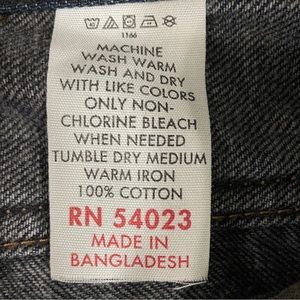 1166
MACHINE
WASH WARM
WASH AND DRY
WITH LIKE COLORS
ONLY NON-
CHLORINE BLEACH
WHEN NEEDED
TUMBLE DRY MEDIUM
WARM IRON
100% COTTON
RN 54023
MADE IN
BANGLADESH